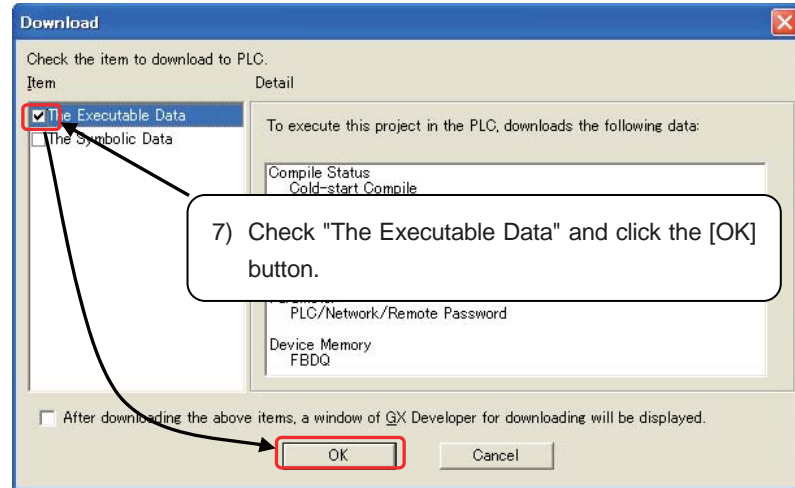 Download
Check the item to download to PLC.
Item
Detail
The Executable Data
The Symbolic Data
To execute this project in the PLC, downloads the following data:
Compile Status
Cold-start Compile
7) Check "The Executable Data" and click the [OK]
button.
PLC/Network/Remote Password
Device Memory
FBDQ
After downloading the above items, a window of GX Developer for downloading will be displayed.
OK
Cancel